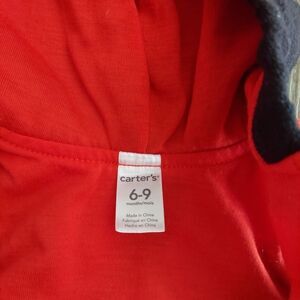 carter's®
6-9
months/mois
Made in China
Fabriqué en Chine
Hecho en China